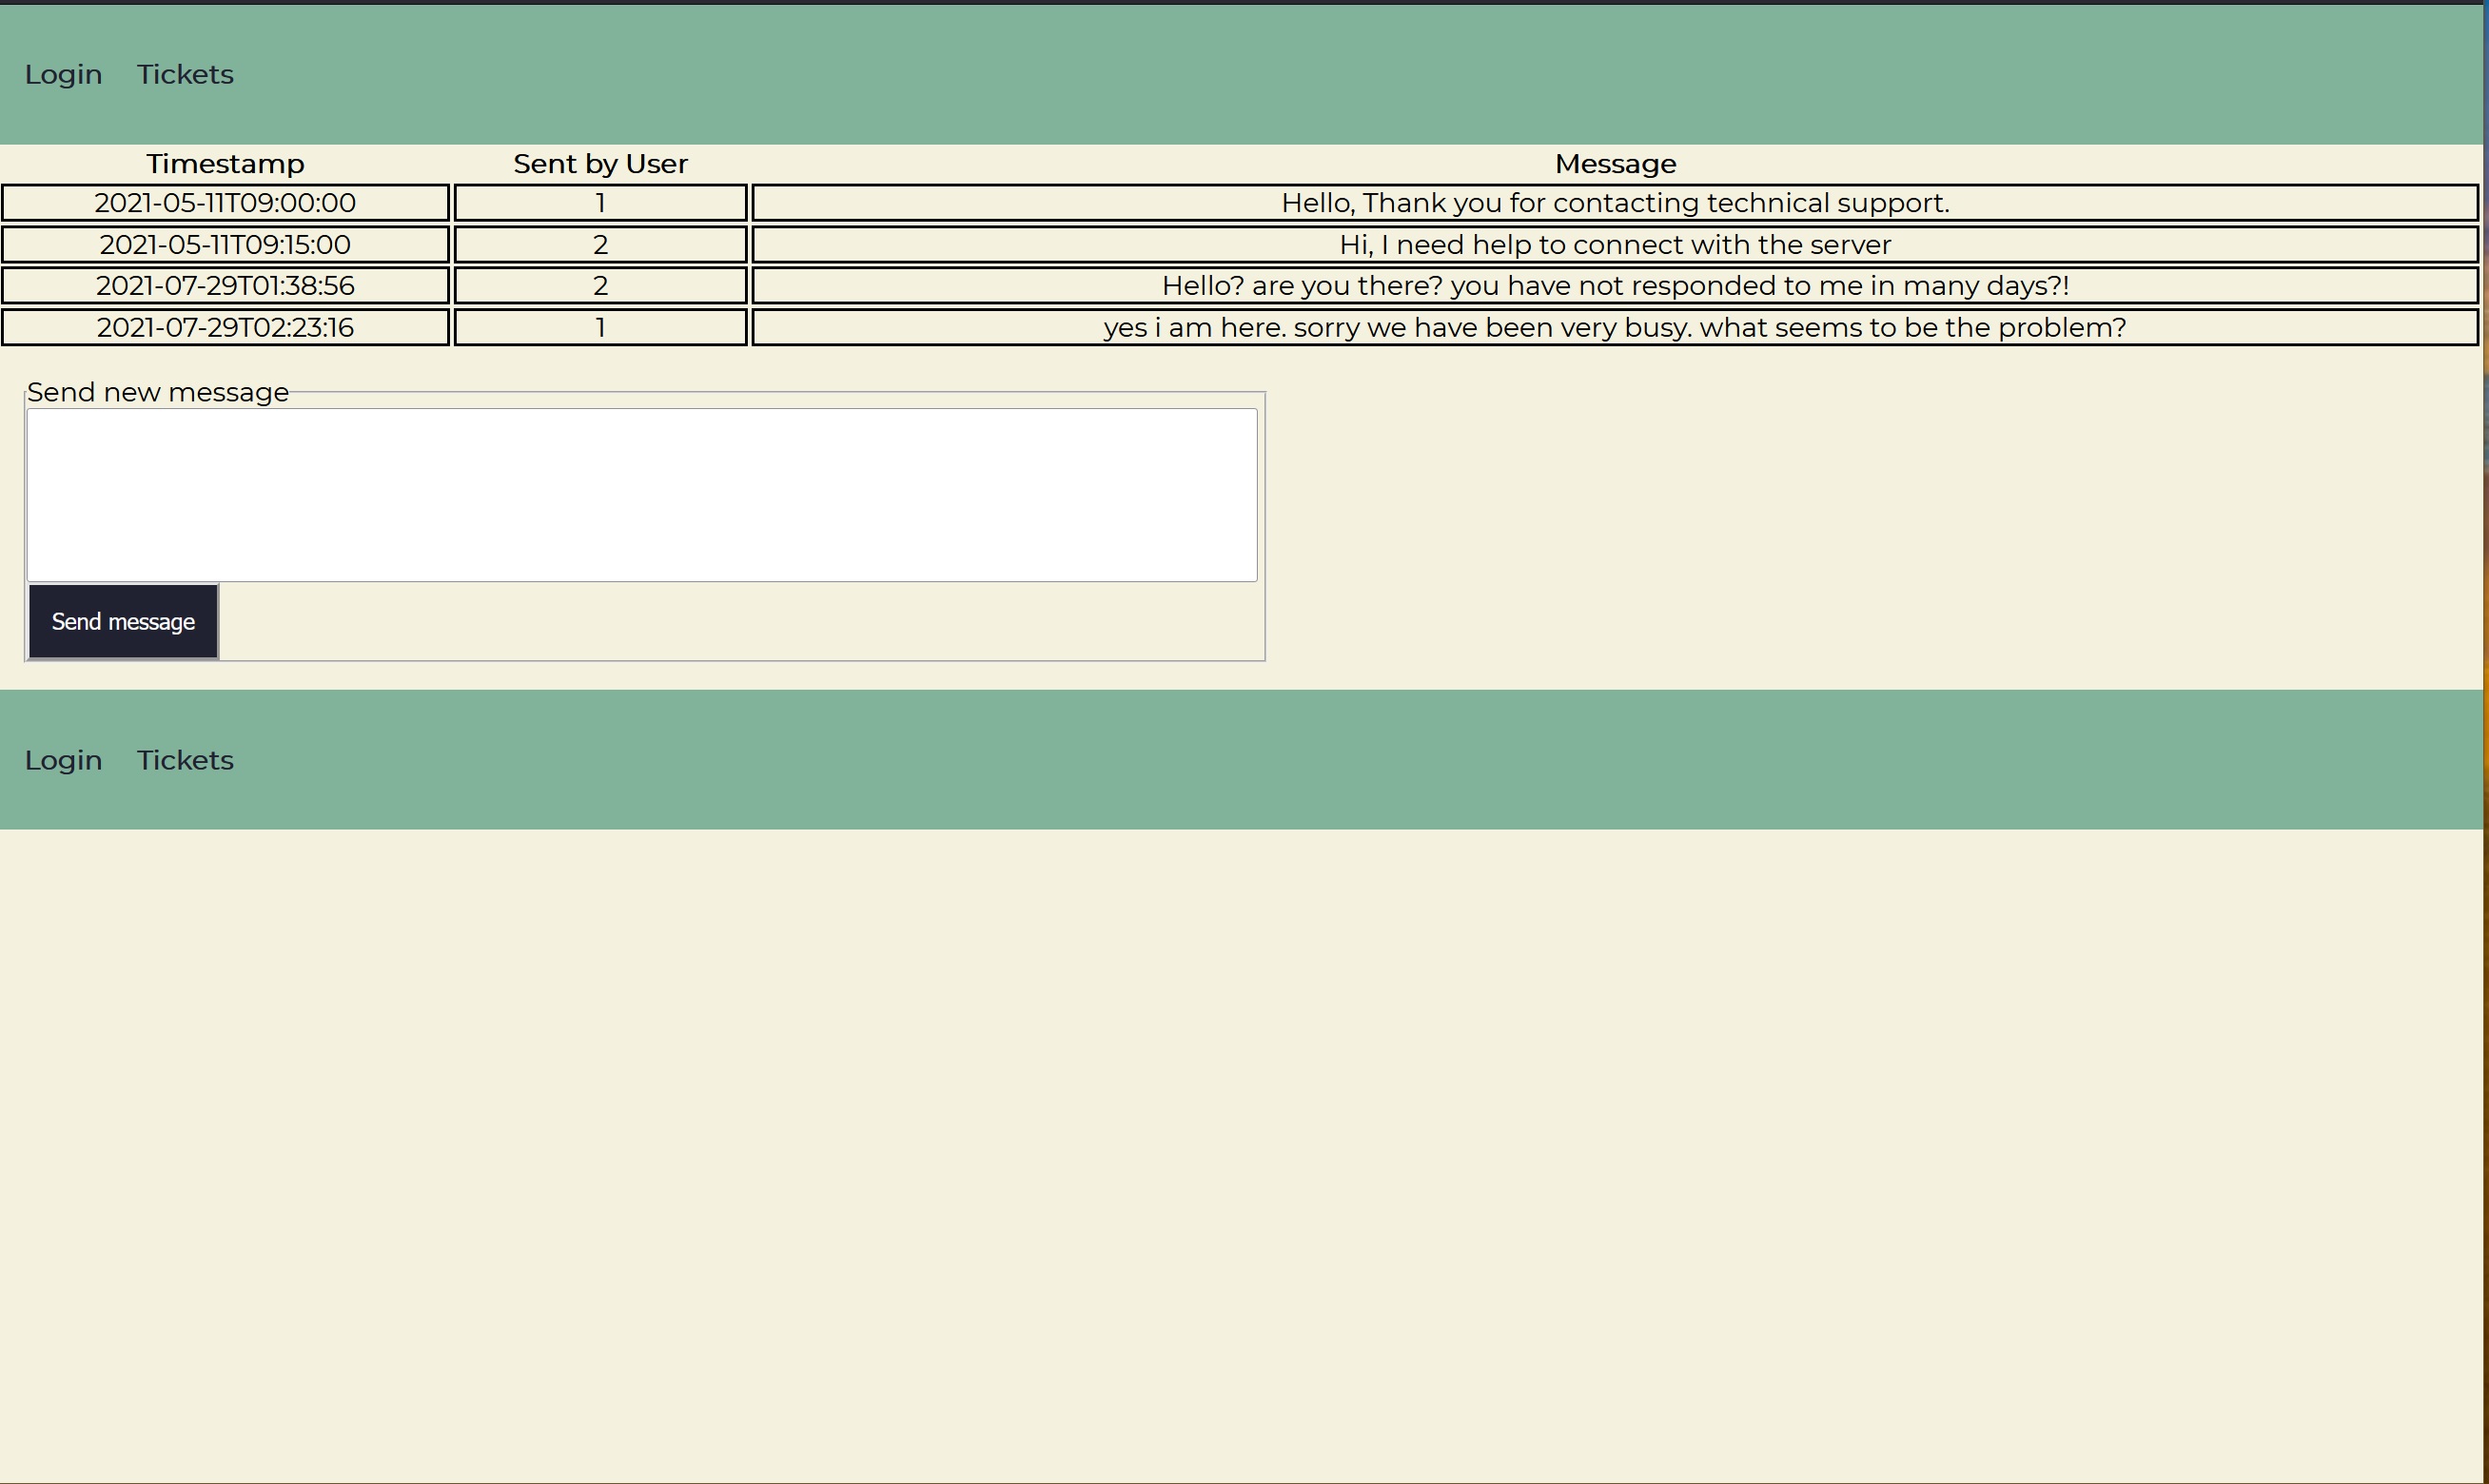 Login Tickets
Timestamp Sent by User Message
2021-05-11T09:00:00 1 Hello, Thank you for contacting technical support.
2021-05-11T09:15:00 2 Hi, I need help to connect with the server
2021-07-29T01:38:56 2 Hello? are you there? you have not responded to me in many days?!
2021-07-29T02:23:16 1 yes i am here. sorry we have been very busy. what seems to be the problem?
Send new message
Send message
Login Tickets